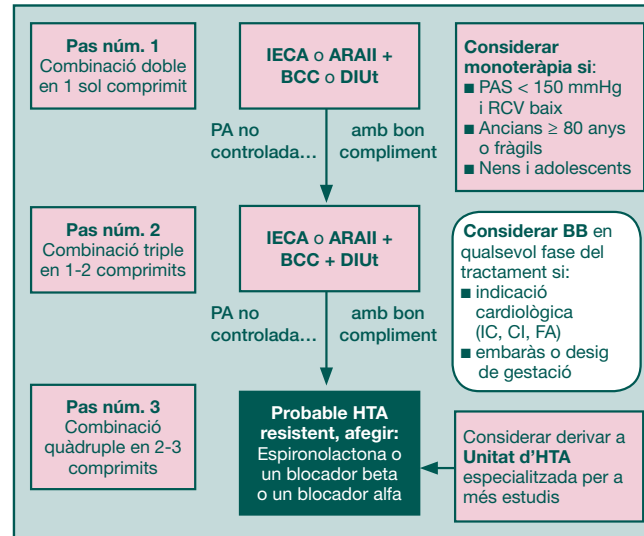 Pas núm. 1
Combinació doble
en 1 sol comprimit
IECA o ARAII +
BCC o DIUt
Considerar
monoteràpia si:
■ PAS < 150 mmHg
i RCV baix
■ Ancians ≥ 80 anys
o fràgils
■ Nens i adolescents
PA no
controlada…
amb bon
compliment
Pas núm. 2
Combinació triple
en 1-2 comprimits
IECA o ARAII +
BCC + DIUt
Considerar BB en
qualsevol fase del
tractament si:
■ indicació
cardiològica
(IC, CI, FA)
■ embaràs o desig
de gestació
PA no
controlada…
amb bon
compliment
Pas núm. 3
Combinació
quàdruple en 2-3
comprimits
Probable HTA
resistent, afegir:
Espironolactona o
un blocador beta
o un blocador alfa
Considerar derivar a
Unitat d’HTA
especialitzada per a
més estudis